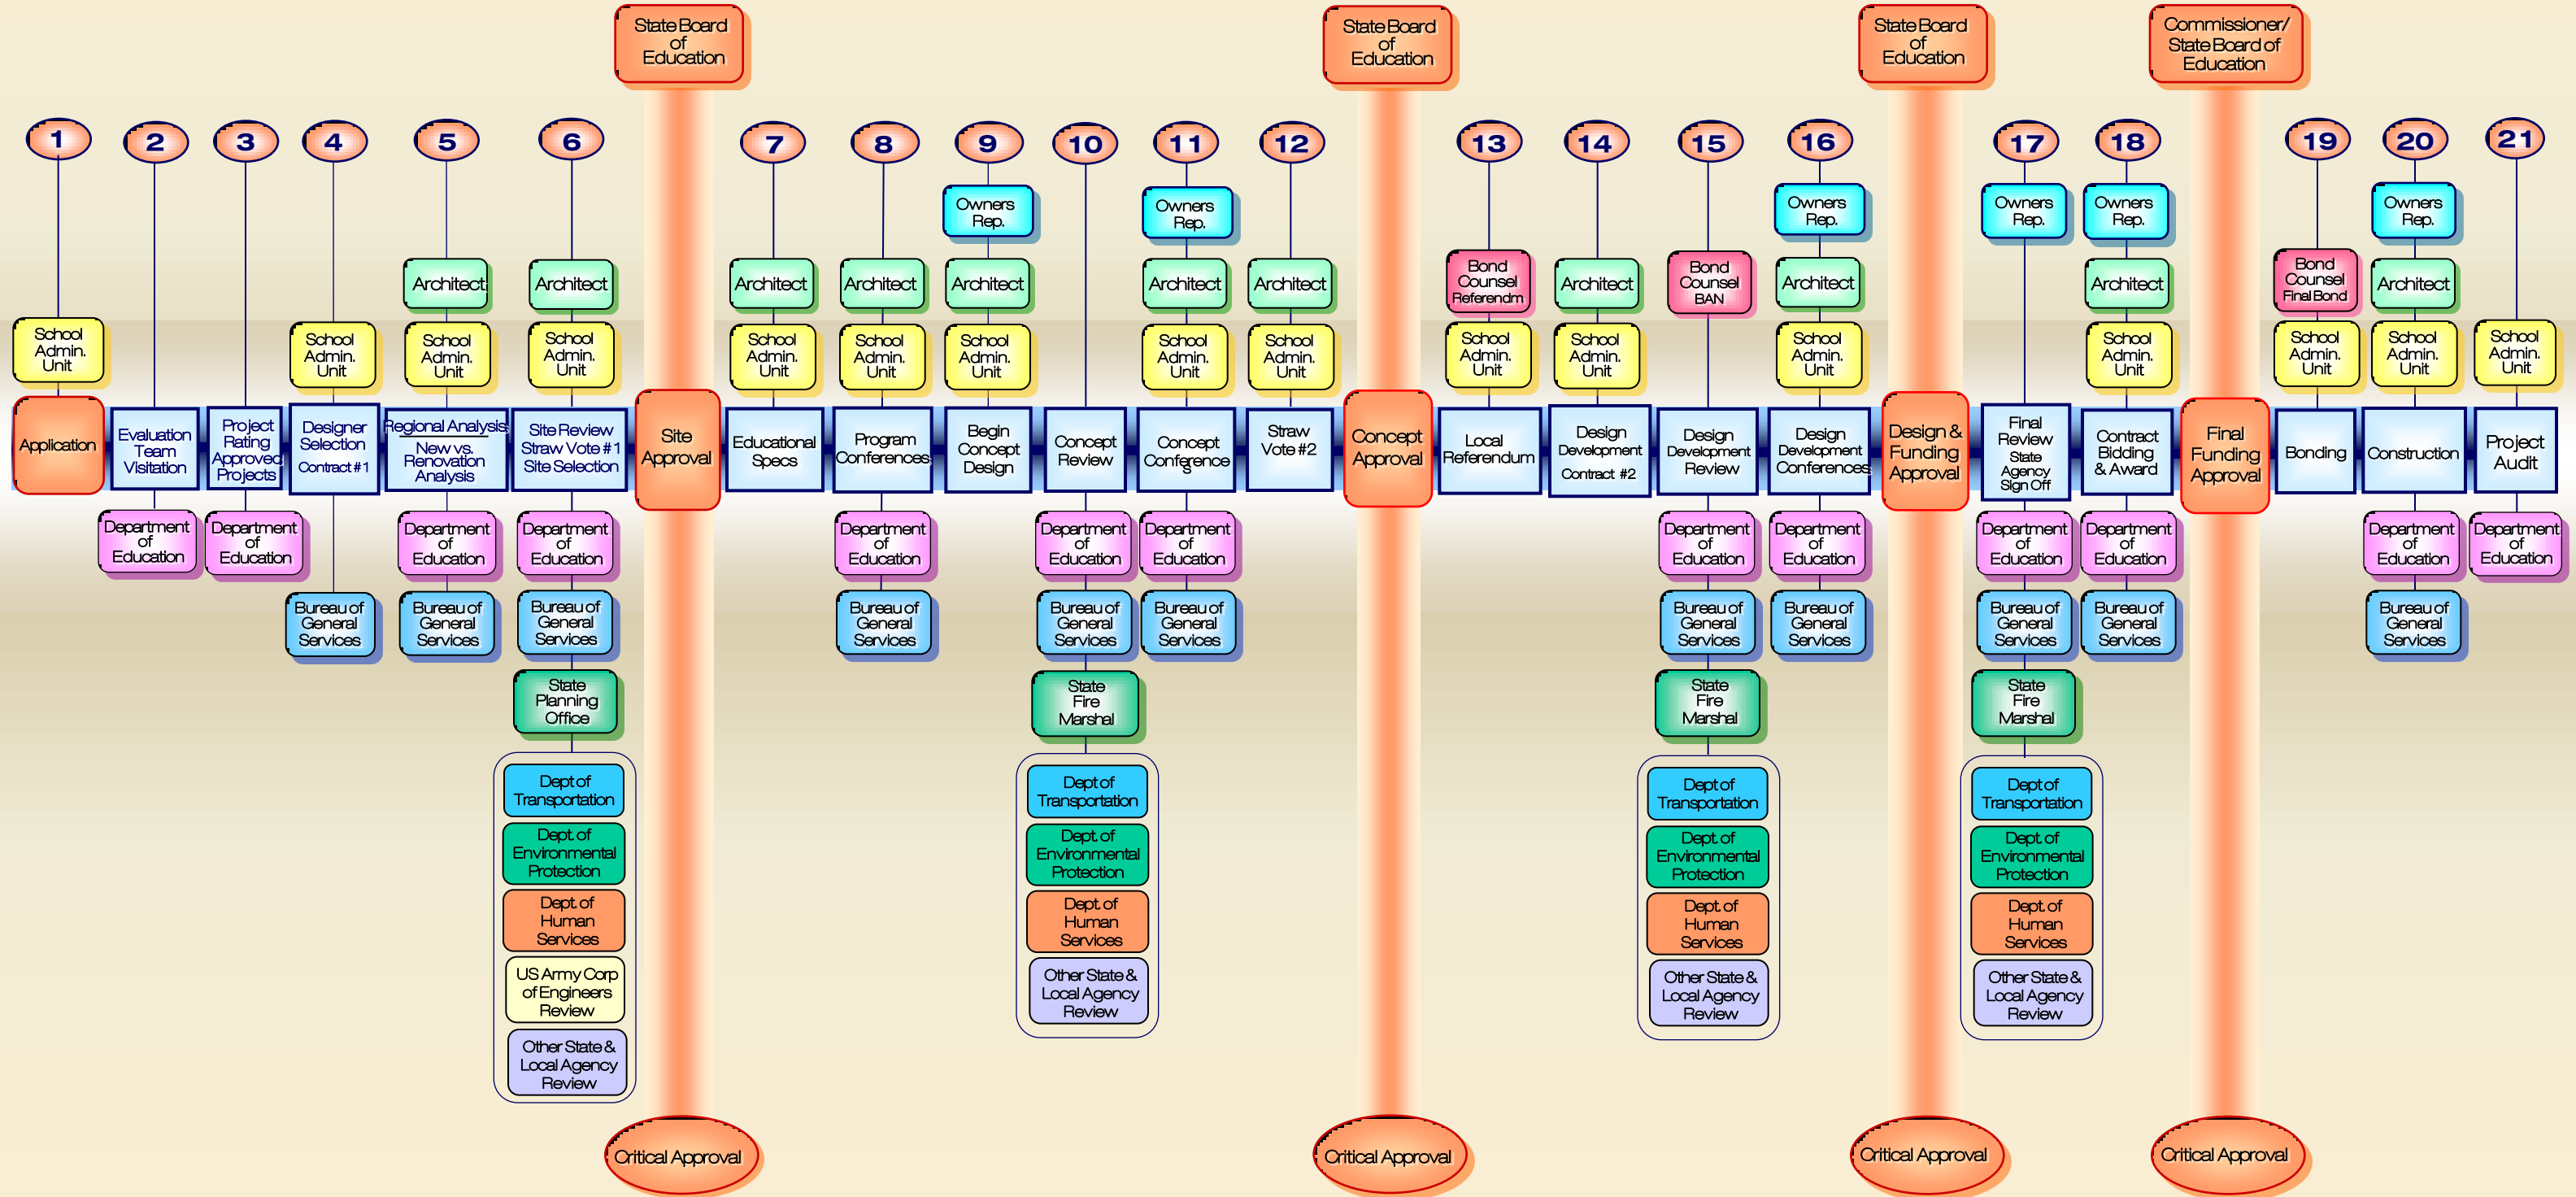 State Board
of
Education
State Board
of
Education
State Board
of
Education
Commissioner/
State Board of
Education
1
2
3
4
5
6
7
8
9
10
11
12
13
14
15
16
17
18
19
20
21
School
Admin.
Unit
Application
Evaluation
Team
Visitation
Department
of
Education
Project
Rating
Approved
Projects
Department
of
Education
School
Admin.
Unit
Designer
Selection
Contract #1
Bureau of
General
Services
Architect
School
Admin.
Unit
Regional Analysis
New vs.
Renovation
Analysis
Department
of
Education
Bureau of
General
Services
Architect
School
Admin.
Unit
Site Review
Straw Vote #1
Site Selection
Department
of
Education
Bureau of
General
Services
State
Planning
Office
Dept of
Transportation
Dept. of
Environmental
Protection
Dept. of
Human
Services
US Army Corp
of Engineers
Review
Other State &
Local Agency
Review
Site
Approval
Critical Approval
Architect
School
Admin.
Unit
Educational
Specs
Architect
School
Admin.
Unit
Program
Conferences
Department
of
Education
Bureau of
General
Services
Owners
Rep.
Architect
School
Admin.
Unit
Begin
Concept
Design
Concept
Review
Department
of
Education
Bureau of
General
Services
State
Fire
Marshal
Dept of
Transportation
Dept. of
Environmental
Protection
Dept. of
Human
Services
Other State &
Local Agency
Review
Owners
Rep.
Architect
School
Admin.
Unit
Concept
Conference
s
Department
of
Education
Bureau of
General
Services
Architect
School
Admin.
Unit
Straw
Vote #2
Concept
Approval
Critical Approval
Bond
Counsel
Referendm
School
Admin.
Unit
Local
Referendum
Architect
School
Admin.
Unit
Design
Development
Contract #2
Bond
Counsel
BAN
Design
Development
Review
Department
of
Education
Bureau of
General
Services
State
Fire
Marshal
Dept of
Transportation
Dept. of
Environmental
Protection
Dept. of
Human
Services
Other State &
Local Agency
Review
Owners
Rep.
Architect
School
Admin.
Unit
Design
Development
Conferences
Department
of
Education
Bureau of
General
Services
Design &
Funding
Approval
Critical Approval
Owners
Rep.
Final
Review
State
Agency
Sign Off
Department
of
Education
Bureau of
General
Services
State
Fire
Marshal
Dept of
Transportation
Dept. of
Environmental
Protection
Dept. of
Human
Services
Other State &
Local Agency
Review
Owners
Rep.
Architect
School
Admin.
Unit
Contract
Bidding
& Award
Department
of
Education
Bureau of
General
Services
Final
Funding
Approval
Critical Approval
Bond
Counsel
Final Bond
School
Admin.
Unit
Bonding
Owners
Rep.
Architect
School
Admin.
Unit
Construction
Department
of
Education
Bureau of
General
Services
School
Admin.
Unit
Project
Audit
Department
of
Education